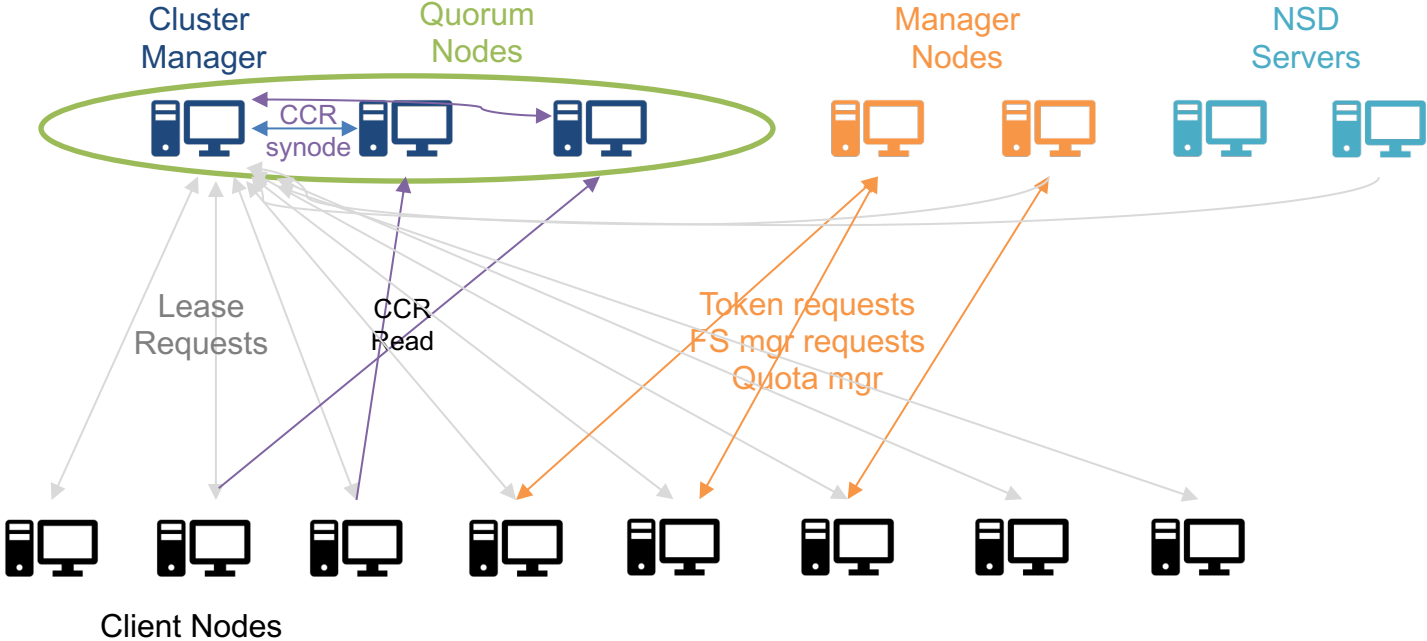 Cluster
Manager
Quorum
Nodes
Manager
Nodes
NSD
Servers
CCR
synode
Lease
Requests
CCR
Read
Token requests
FS mgr requests
Quota mgr
Client Nodes